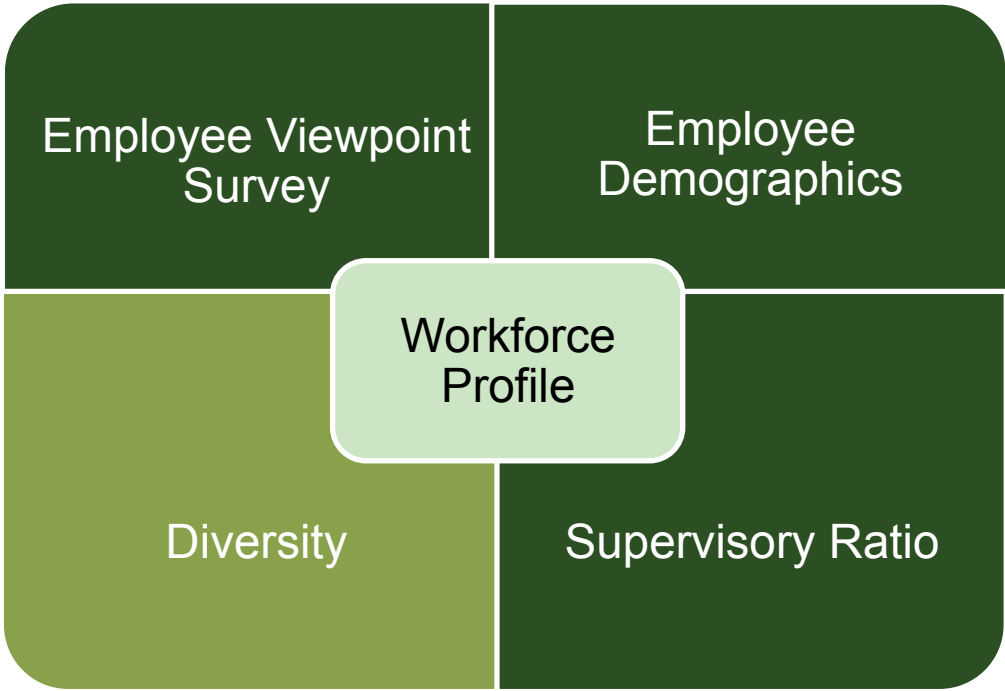 Employee Viewpoint
Survey
Employee
Demographics
Workforce
Profile
Diversity
Supervisory Ratio